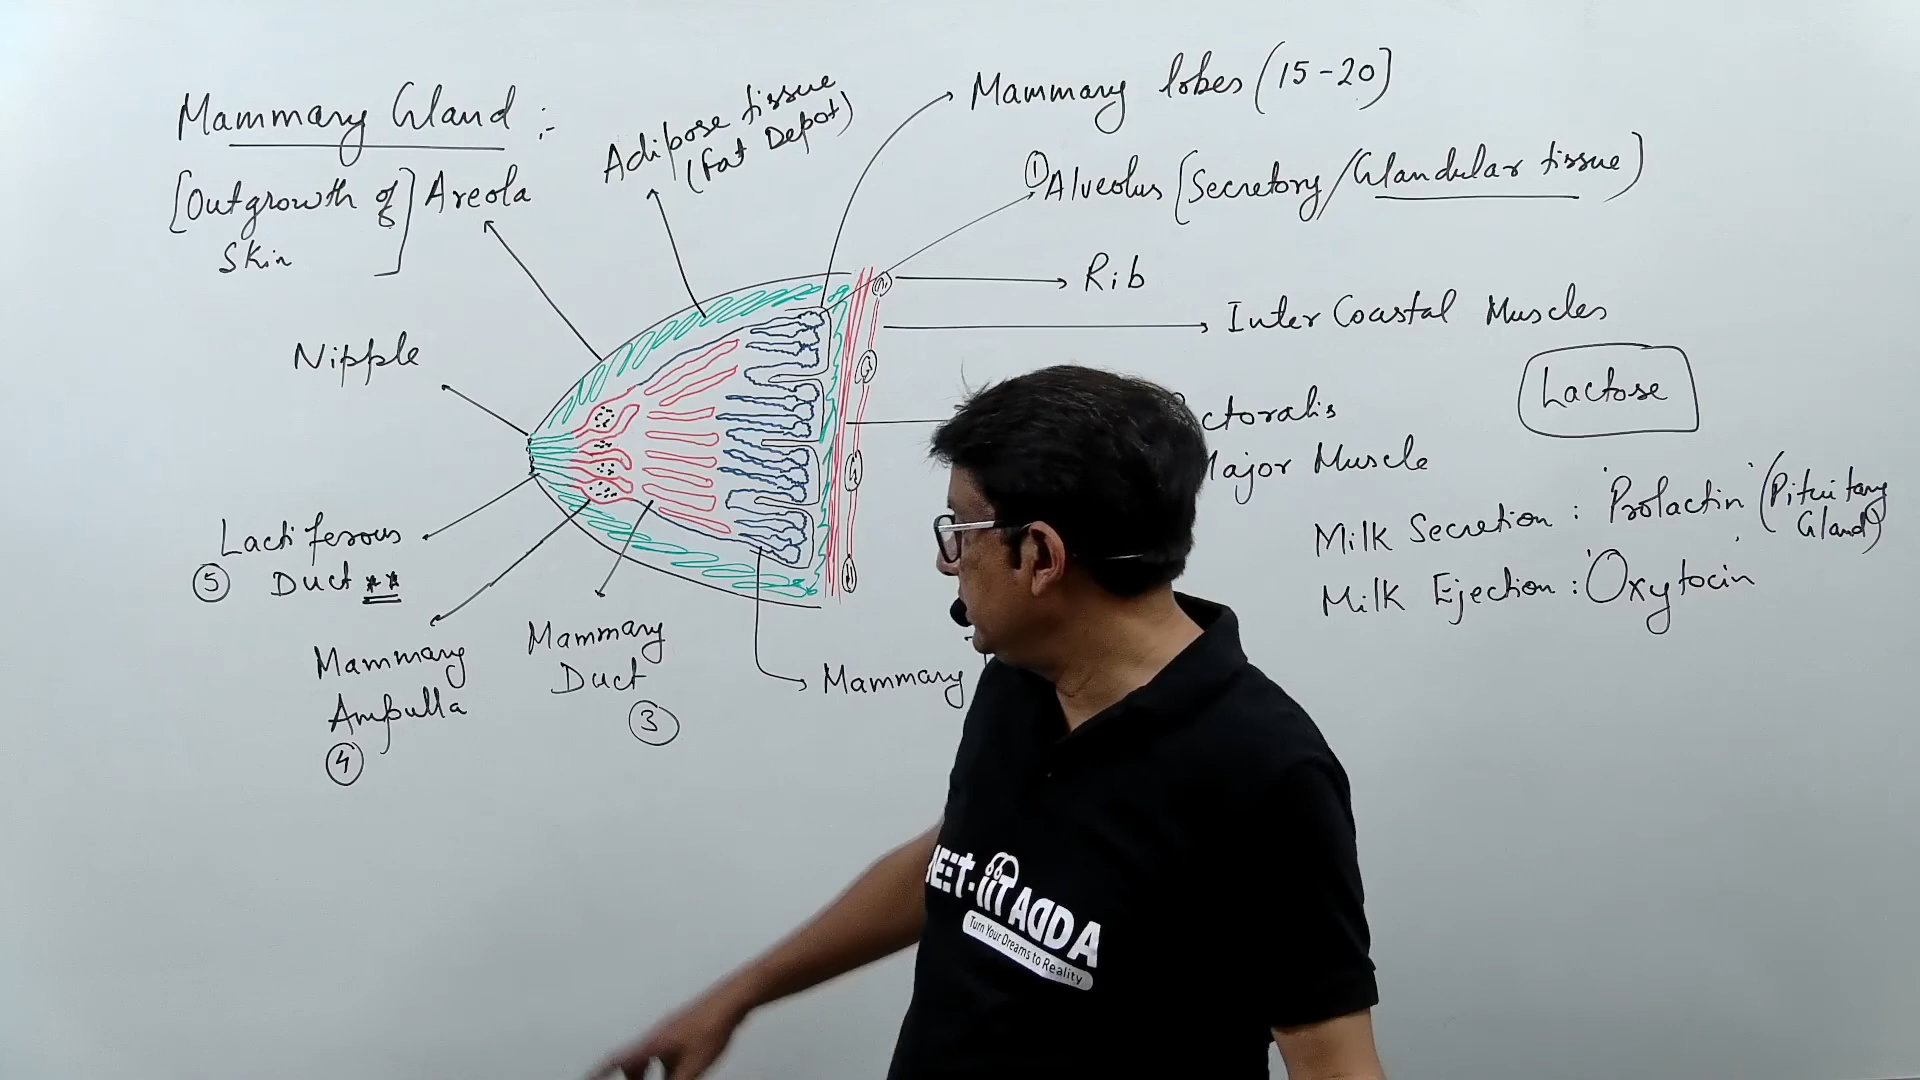 Mammary Gland :-
[Outgrowth of
Skin]
Areola
Adipose tissue
(Fat Depot)
Mammary lobes (15-20)
① Alveolus (Secretory/Glandular tissue)
Rib
Inter Coastal Muscles
Nipple
ctoralis
Major Muscle
Lactose
Milk Secretion : 'Prolactin' (Pituitary
Gland)
Milk Ejection : 'Oxytocin'
Lactiferous
⑤ Duct **
Mammary
Ampulla
④
Mammary
Duct
③
Mammary
NEET-IIT ADDA
Turn Your Dreams to Reality